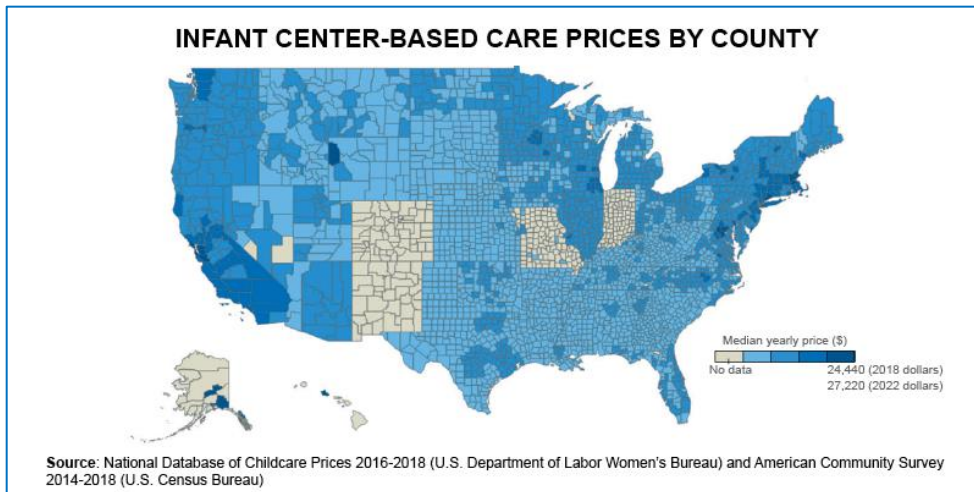 INFANT CENTER-BASED CARE PRICES BY COUNTY
Median yearly price ($)
No data
24,440 (2018 dollars)
27,220 (2022 dollars)
Source: National Database of Childcare Prices 2016-2018 (U.S. Department of Labor Women's Bureau) and American Community Survey
2014-2018 (U.S. Census Bureau)